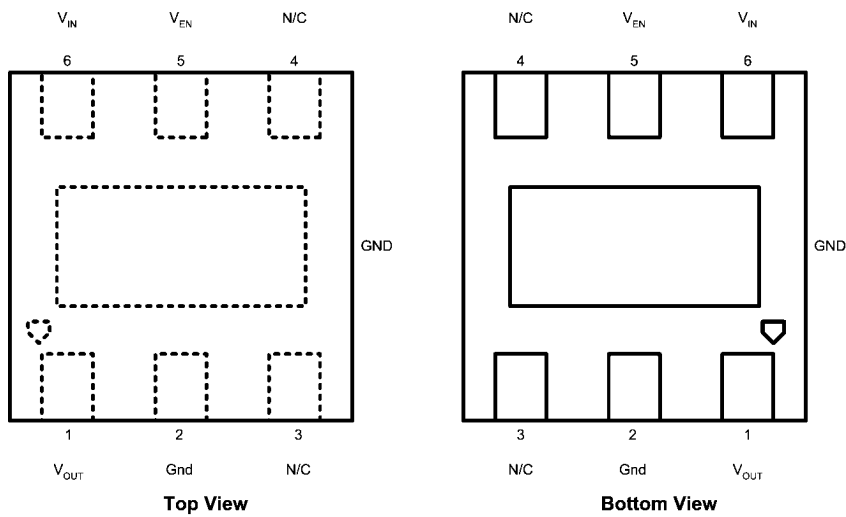 V_IN V_EN N/C N/C V_EN V_IN
6 5 4 4 5 6
GND GND
1 2 3 3 2 1
V_OUT Gnd N/C N/C Gnd V_OUT
Top View Bottom View